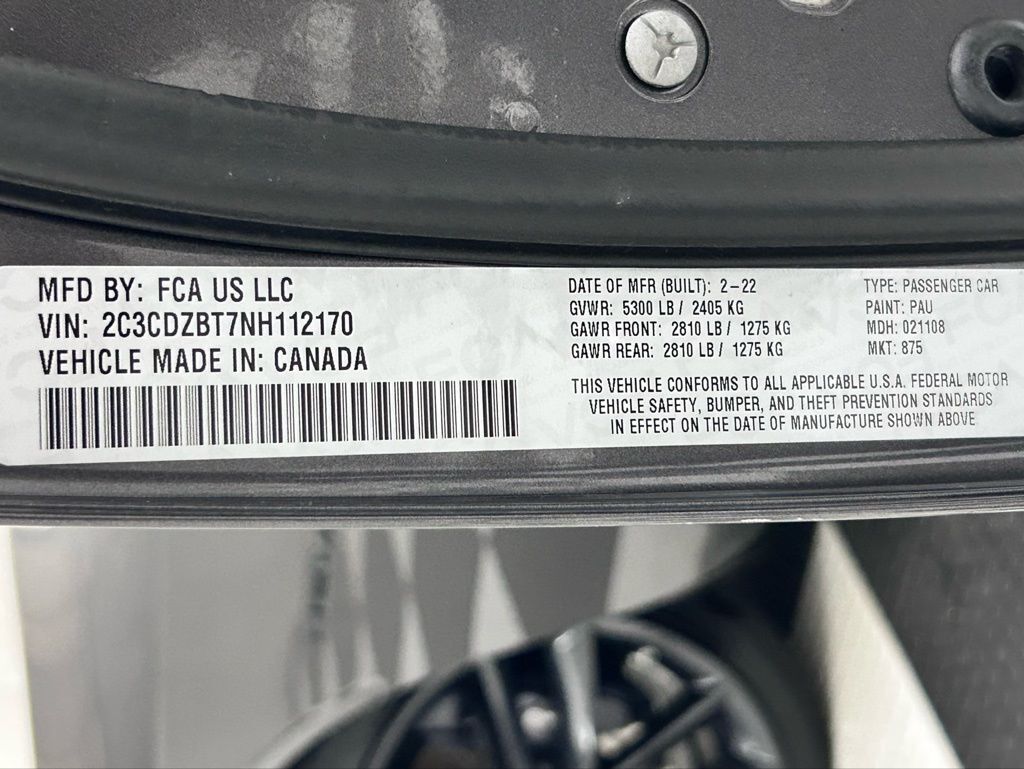 MFD BY: FCA US LLC
VIN: 2C3CDZBT7NH112170
VEHICLE MADE IN: CANADA
DATE OF MFR (BUILT): 2-22
GVWR: 5300 LB / 2405 KG
GAWR FRONT: 2810 LB / 1275 KG
GAWR REAR: 2810 LB / 1275 KG
TYPE: PASSENGER CAR
PAINT: PAU
MDH: 021108
MKT: 875
THIS VEHICLE CONFORMS TO ALL APPLICABLE U.S.A. FEDERAL MOTOR
VEHICLE SAFETY, BUMPER, AND THEFT PREVENTION STANDARDS
IN EFFECT ON THE DATE OF MANUFACTURE SHOWN ABOVE